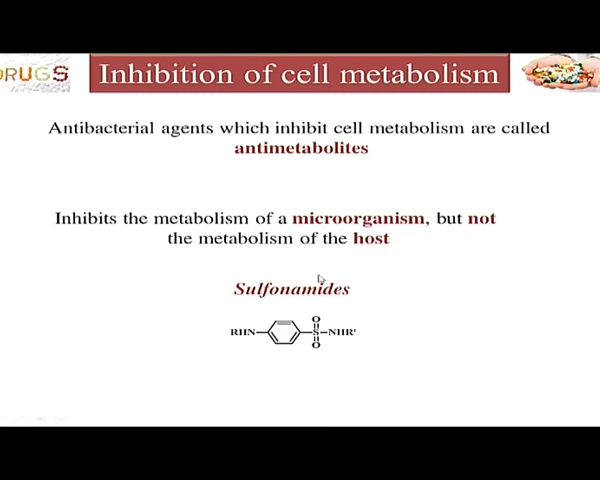 DRUGS
Inhibition of cell metabolism
Antibacterial agents which inhibit cell metabolism are called
antimetabolites
Inhibits the metabolism of a microorganism, but not
the metabolism of the host
Sulfonamides
O
RHN S NHR'
O